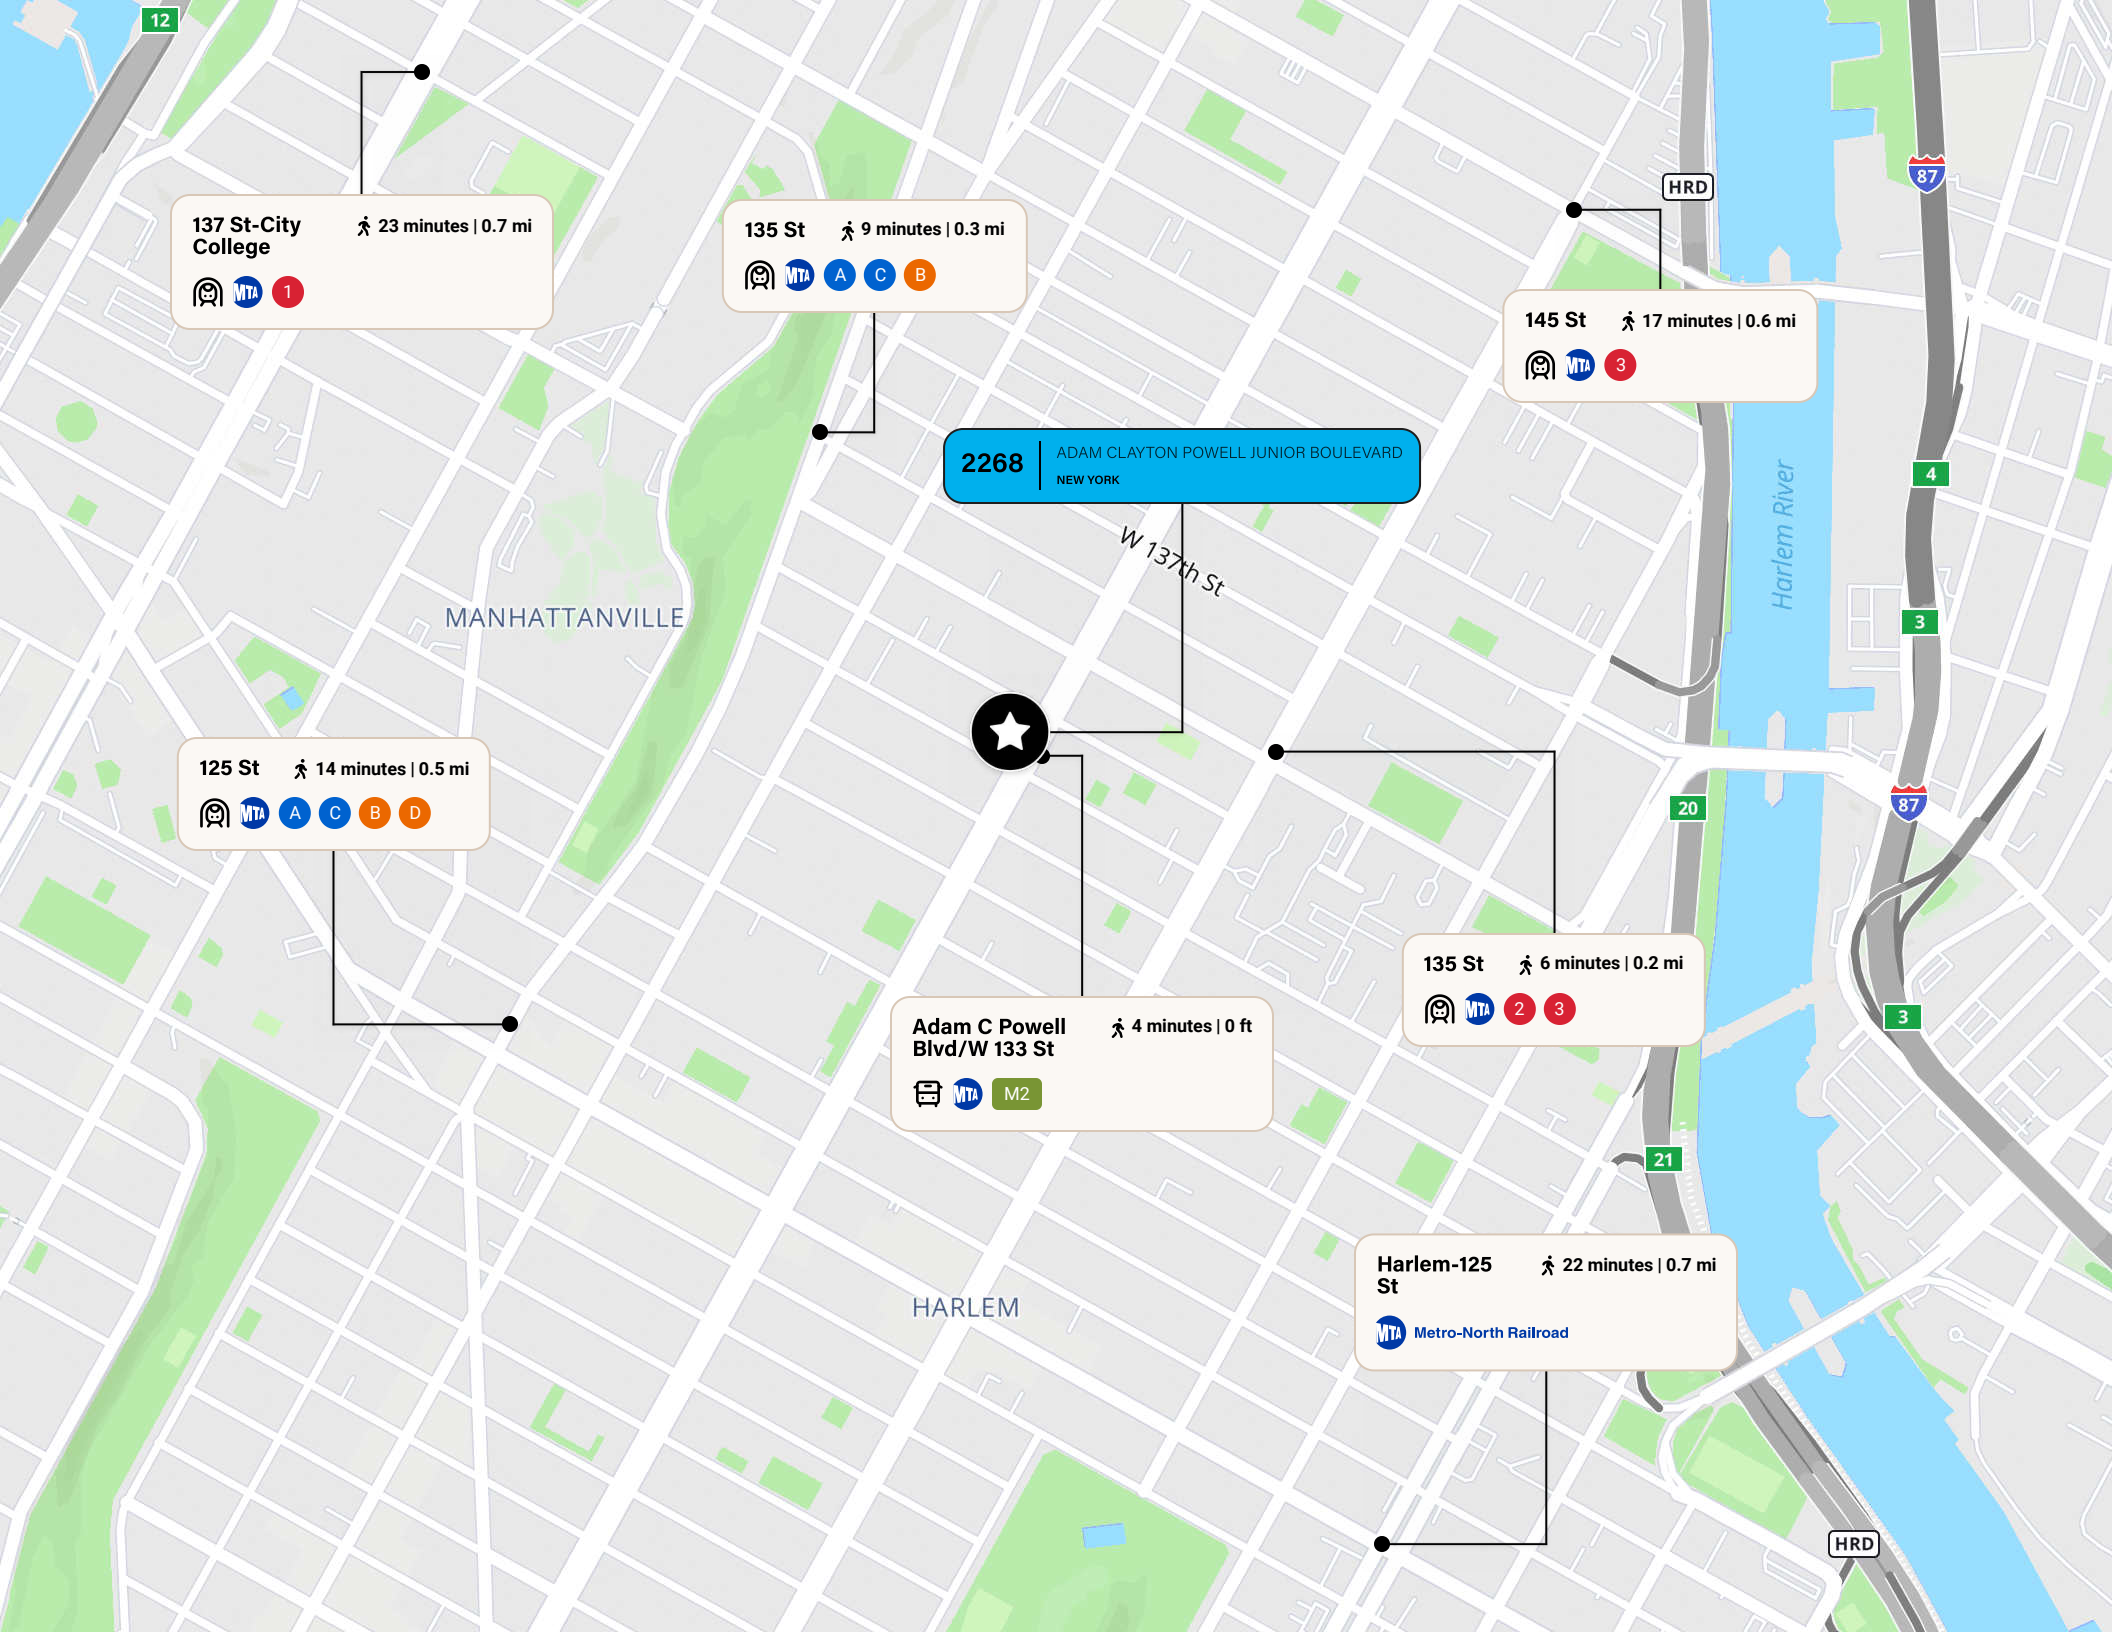 12
137 St-City
College
23 minutes | 0.7 mi
MTA 1
135 St
9 minutes | 0.3 mi
MTA A C B
HRD
87
145 St
17 minutes | 0.6 mi
MTA 3
2268
ADAM CLAYTON POWELL JUNIOR BOULEVARD
NEW YORK
4
Harlem River
W 137th St
MANHATTANVILLE
3
125 St
14 minutes | 0.5 mi
MTA A C B D
20
87
135 St
6 minutes | 0.2 mi
MTA 2 3
3
Adam C Powell
Blvd/W 133 St
4 minutes | 0 ft
MTA M2
21
Harlem-125
St
22 minutes | 0.7 mi
MTA Metro-North Railroad
HARLEM
HRD